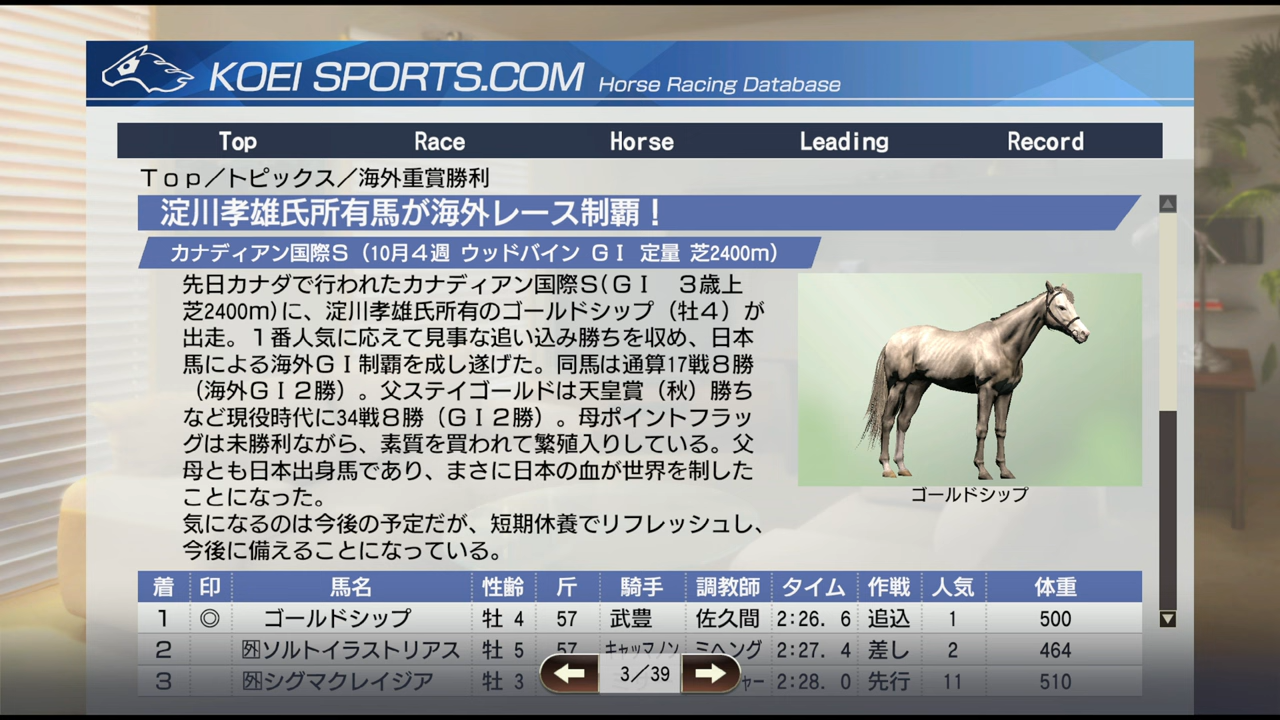 KOEI SPORTS.COM Horse Racing Database
Top Race Horse Leading Record
Ｔｏｐ／トピックス／海外重賞勝利
淀川孝雄氏所有馬が海外レース制覇！
カナディアン国際Ｓ（10月４週 ウッドバイン ＧⅠ 定量 芝2400m）
先日カナダで行われたカナディアン国際Ｓ(ＧⅠ　３歳上
芝2400m)に、淀川孝雄氏所有のゴールドシップ（牡４）が
出走。１番人気に応えて見事な追い込み勝ちを収め、日本
馬による海外ＧⅠ制覇を成し遂げた。同馬は通算17戦８勝
（海外ＧⅠ２勝）。父ステイゴールドは天皇賞（秋）勝ち
など現役時代に34戦８勝（ＧⅠ２勝）。母ポイントフラッ
グは未勝利ながら、素質を買われて繁殖入りしている。父
母とも日本出身馬であり、まさに日本の血が世界を制した
ことになった。
気になるのは今後の予定だが、短期休養でリフレッシュし、
今後に備えることになっている。
ゴールドシップ
着 印 馬名 性齢 斤 騎手 調教師 タイム 作戦 人気 体重
1 ◎ ゴールドシップ 牡 4 57 武豊 佐久間 2:26. 6 追込 1 500
2 外 ソルトイラストリアス 牡 5 57 キャッマノン ミヘング 2:27. 4 差し 2 464
3 外 シグマクレイジア 牡 3 2:28. 0 先行 11 510
3／39